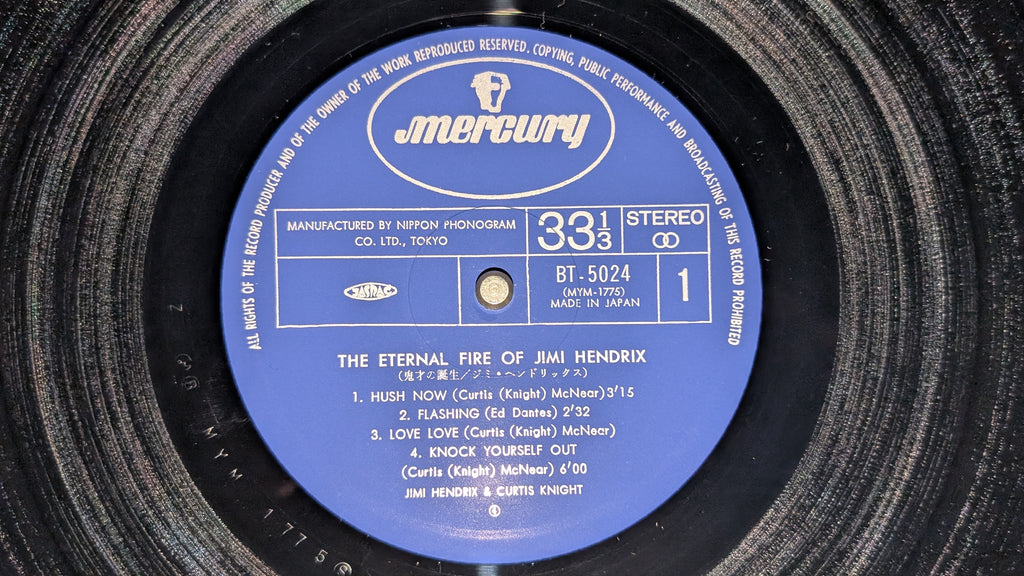 ALL RIGHTS OF THE RECORD PRODUCER AND OF THE OWNER OF THE WORK REPRODUCED RESERVED. COPYING, PUBLIC PERFORMANCE AND BROADCASTING OF THIS RECORD PROHIBITED
mercury
MANUFACTURED BY NIPPON PHONOGRAM
CO. LTD., TOKYO
33 1/3
STEREO
JASRAC
BT-5024
(MYM-1775)
MADE IN JAPAN
1
THE ETERNAL FIRE OF JIMI HENDRIX
(鬼才の誕生/ジミ・ヘンドリックス)
1. HUSH NOW (Curtis (Knight) McNear) 3'15
2. FLASHING (Ed Dantes) 2'32
3. LOVE LOVE (Curtis (Knight) McNear)
4. KNOCK YOURSELF OUT
(Curtis (Knight) McNear) 6'00
JIMI HENDRIX & CURTIS KNIGHT
④
MYM 1775